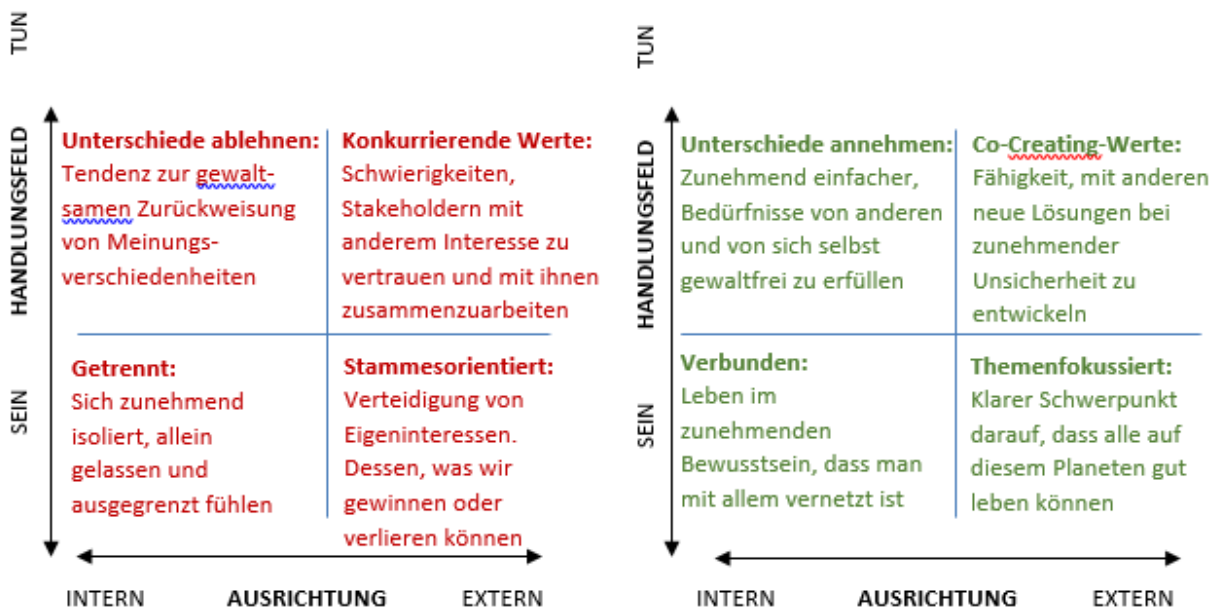 TUN
HANDLUNGSFELD
SEIN
Unterschiede ablehnen:
Tendenz zur gewalt-
samen Zurückweisung
von Meinungs-
verschiedenheiten
Konkurrierende Werte:
Schwierigkeiten,
Stakeholdern mit
anderem Interesse zu
vertrauen und mit ihnen
zusammenzuarbeiten
Getrennt:
Sich zunehmend
isoliert, allein
gelassen und
ausgegrenzt fühlen
Stammesorientiert:
Verteidigung von
Eigeninteressen.
Dessen, was wir
gewinnen oder
verlieren können
INTERN
AUSRICHTUNG
EXTERN
TUN
HANDLUNGSFELD
SEIN
Unterschiede annehmen:
Zunehmend einfacher,
Bedürfnisse von anderen
und von sich selbst
gewaltfrei zu erfüllen
Co-Creating-Werte:
Fähigkeit, mit anderen
neue Lösungen bei
zunehmender
Unsicherheit zu
entwickeln
Verbunden:
Leben im
zunehmenden
Bewusstsein, dass man
mit allem vernetzt ist
Themenfokussiert:
Klarer Schwerpunkt
darauf, dass alle auf
diesem Planeten gut
leben können
INTERN
AUSRICHTUNG
EXTERN